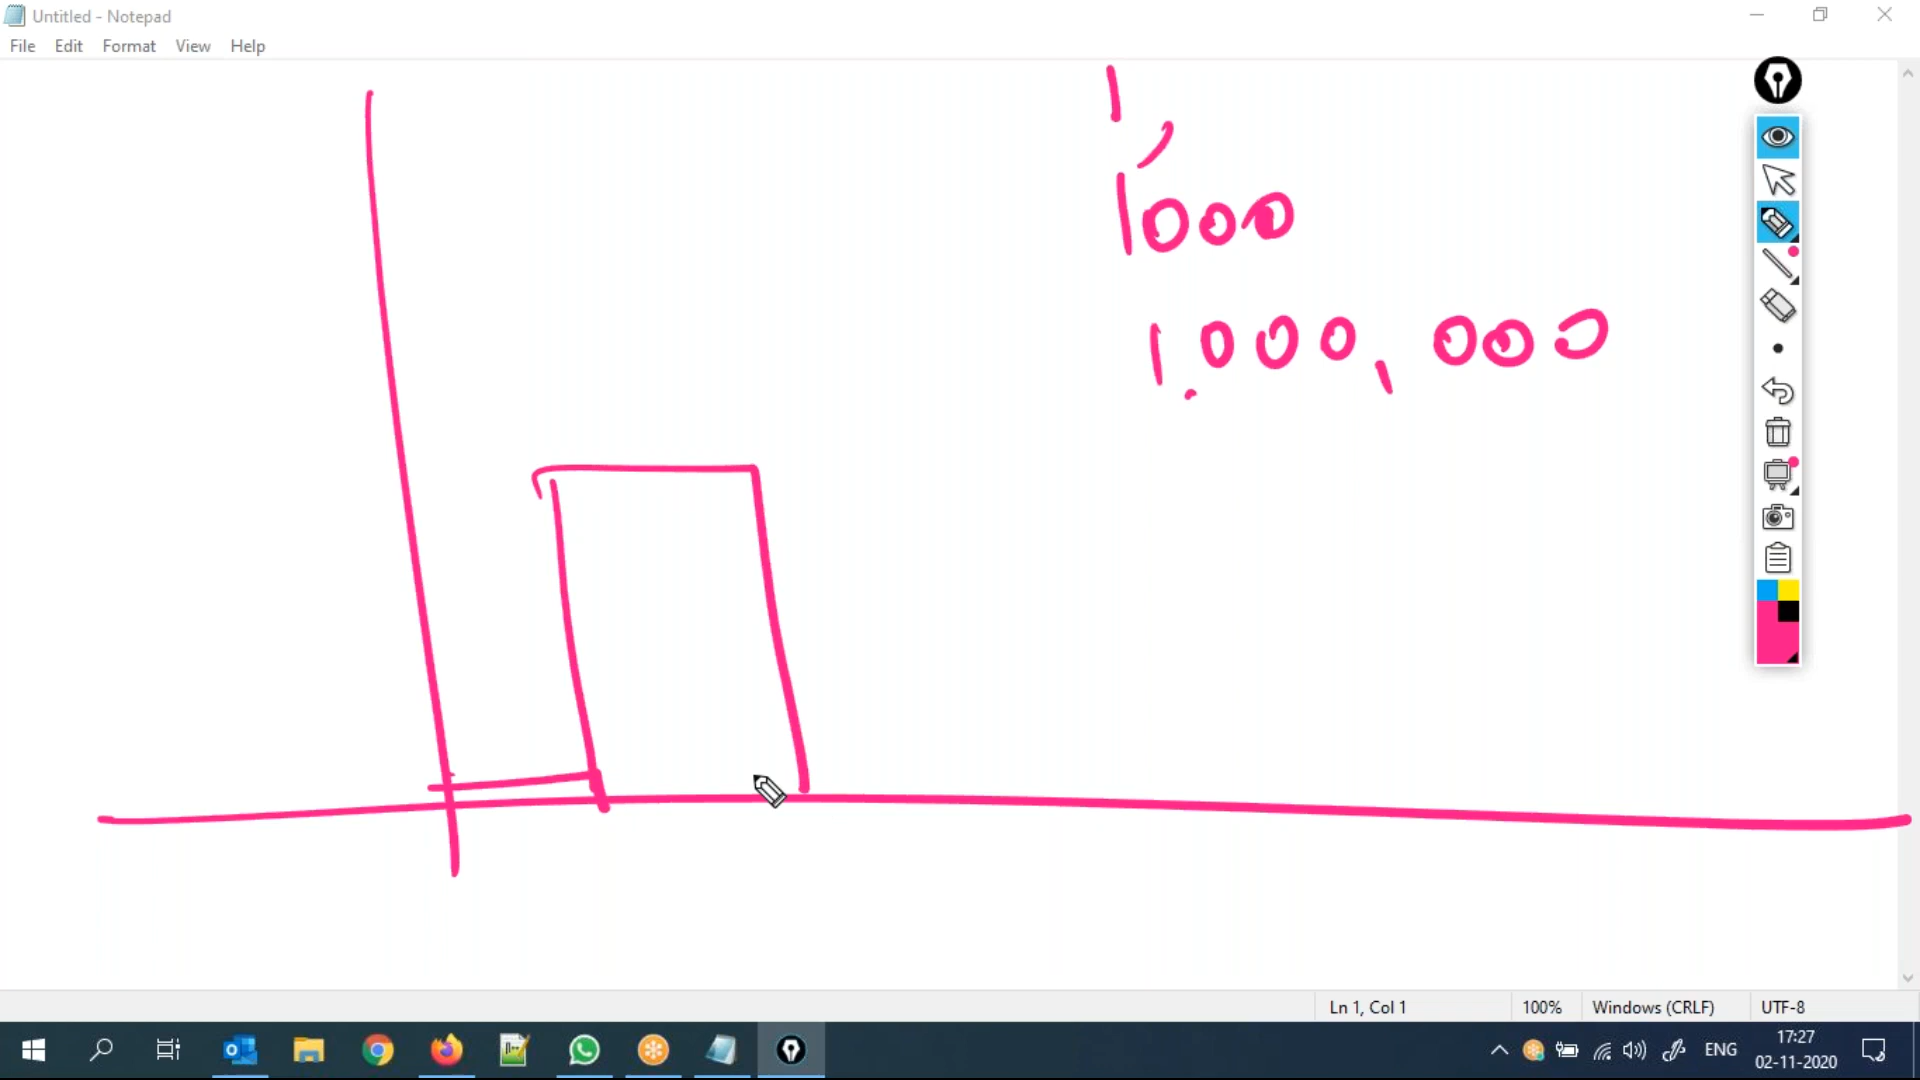 Untitled - Notepad
File Edit Format View Help
1,
1000
1.000,000
Ln 1, Col 1 100% Windows (CRLF) UTF-8
ENG 17:27
02-11-2020